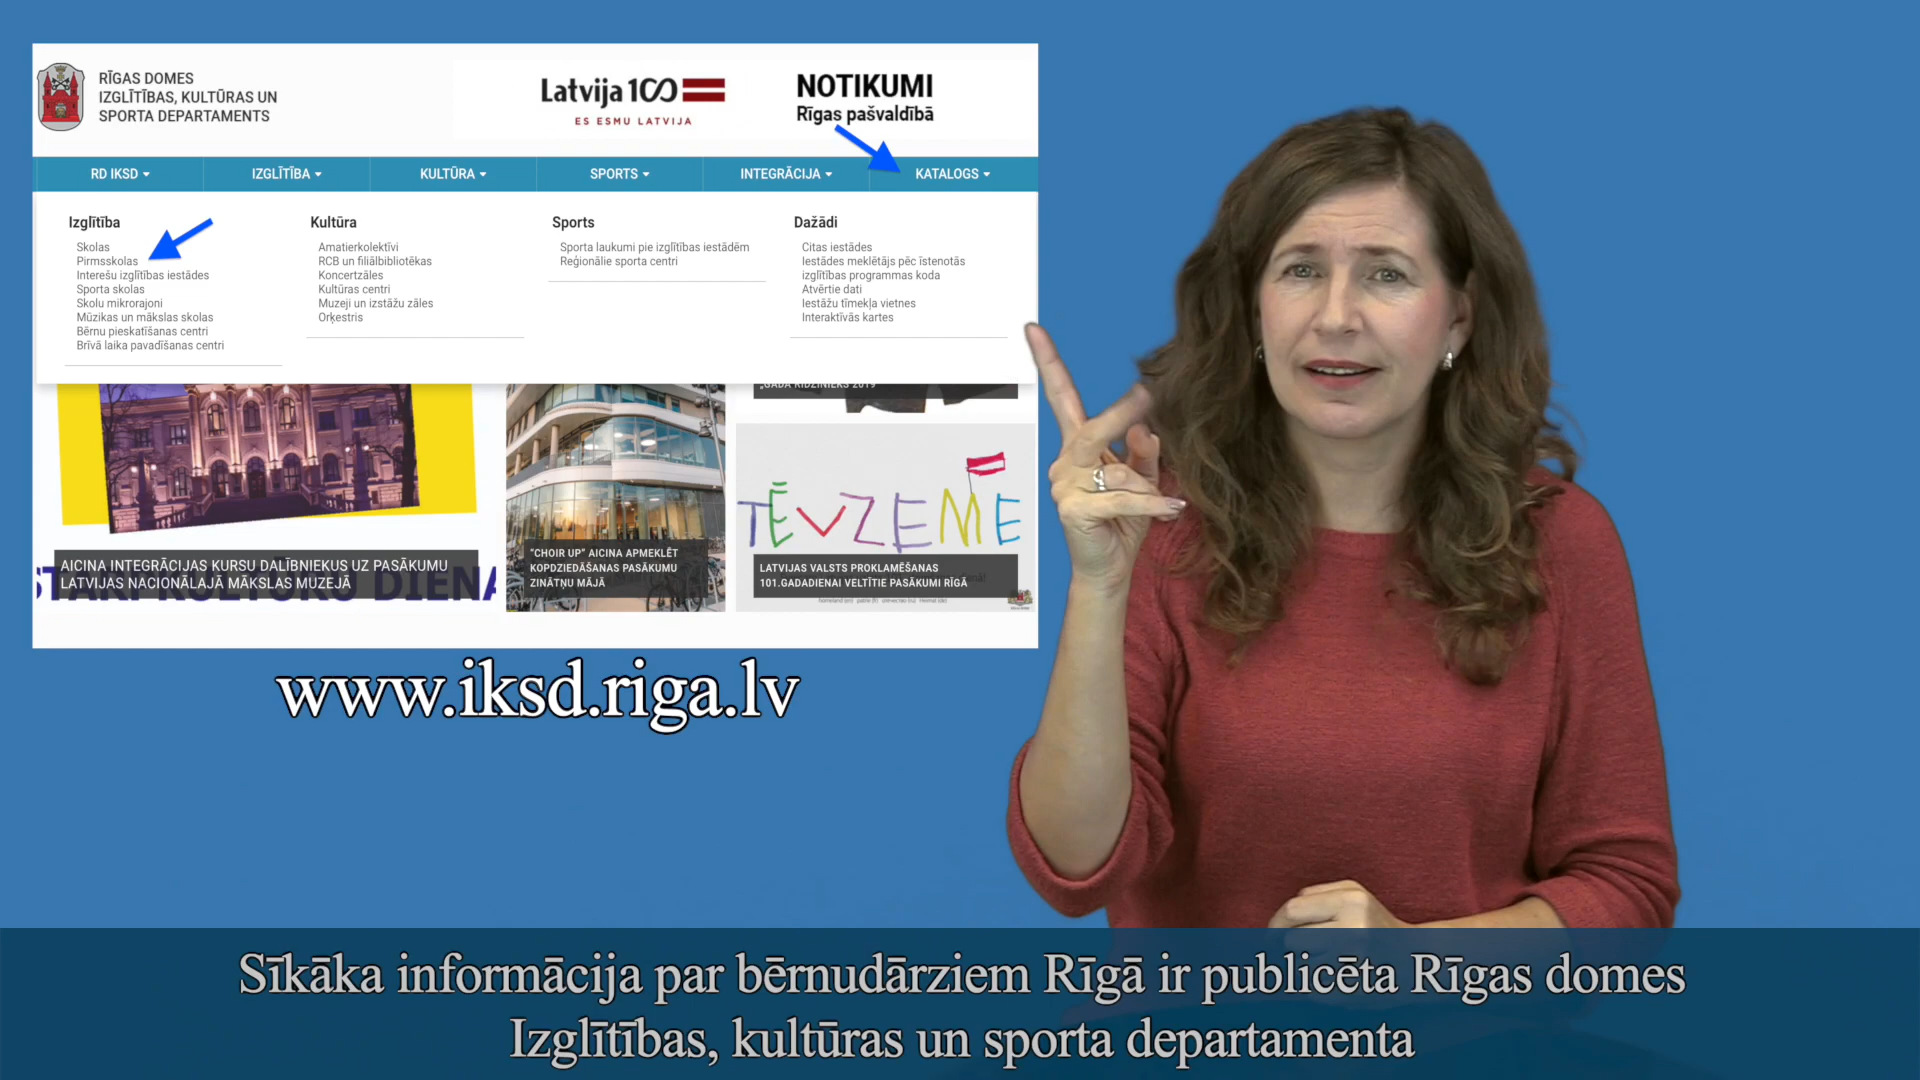 RĪGAS DOMES
IZGLĪTĪBAS, KULTŪRAS UN
SPORTA DEPARTAMENTS
Latvija 100
ES ESMU LATVIJA
NOTIKUMI
Rīgas pašvaldībā
RD IKSD
IZGLĪTĪBA
KULTŪRA
SPORTS
INTEGRĀCIJA
KATALOGS
Izglītība
Skolas
Pirmsskolas
Interešu izglītības iestādes
Sporta skolas
Skolu mikrorajoni
Mūzikas un mākslas skolas
Bērnu pieskatīšanas centri
Brīvā laika pavadīšanas centri
Kultūra
Amatierkolektīvi
RCB un filiālbibliotēkas
Koncertzāles
Kultūras centri
Muzeji un izstāžu zāles
Orķestris
Sports
Sporta laukumi pie izglītības iestādēm
Reģionālie sporta centri
Dažādi
Citas iestādes
Iestādes meklētājs pēc īstenotās
izglītības programmas koda
Atvērtie dati
Iestāžu tīmekļa vietnes
Interaktīvās kartes
„GADA RĪDZINIEKS 2019"
TĒVZEME
AICINA INTEGRĀCIJAS KURSU DALĪBNIEKUS UZ PASĀKUMU
LATVIJAS NACIONĀLAJĀ MĀKSLAS MUZEJĀ
"CHOIR UP" AICINA APMEKLĒT
KOPDZIEDĀŠANAS PASĀKUMU
ZINĀTŅU MĀJĀ
LATVIJAS VALSTS PROKLAMĒŠANAS
101.GADADIENAI VELTĪTIE PASĀKUMI RĪGĀ
www.iksd.riga.lv
Sīkāka informācija par bērnudārziem Rīgā ir publicēta Rīgas domes
Izglītības, kultūras un sporta departamenta